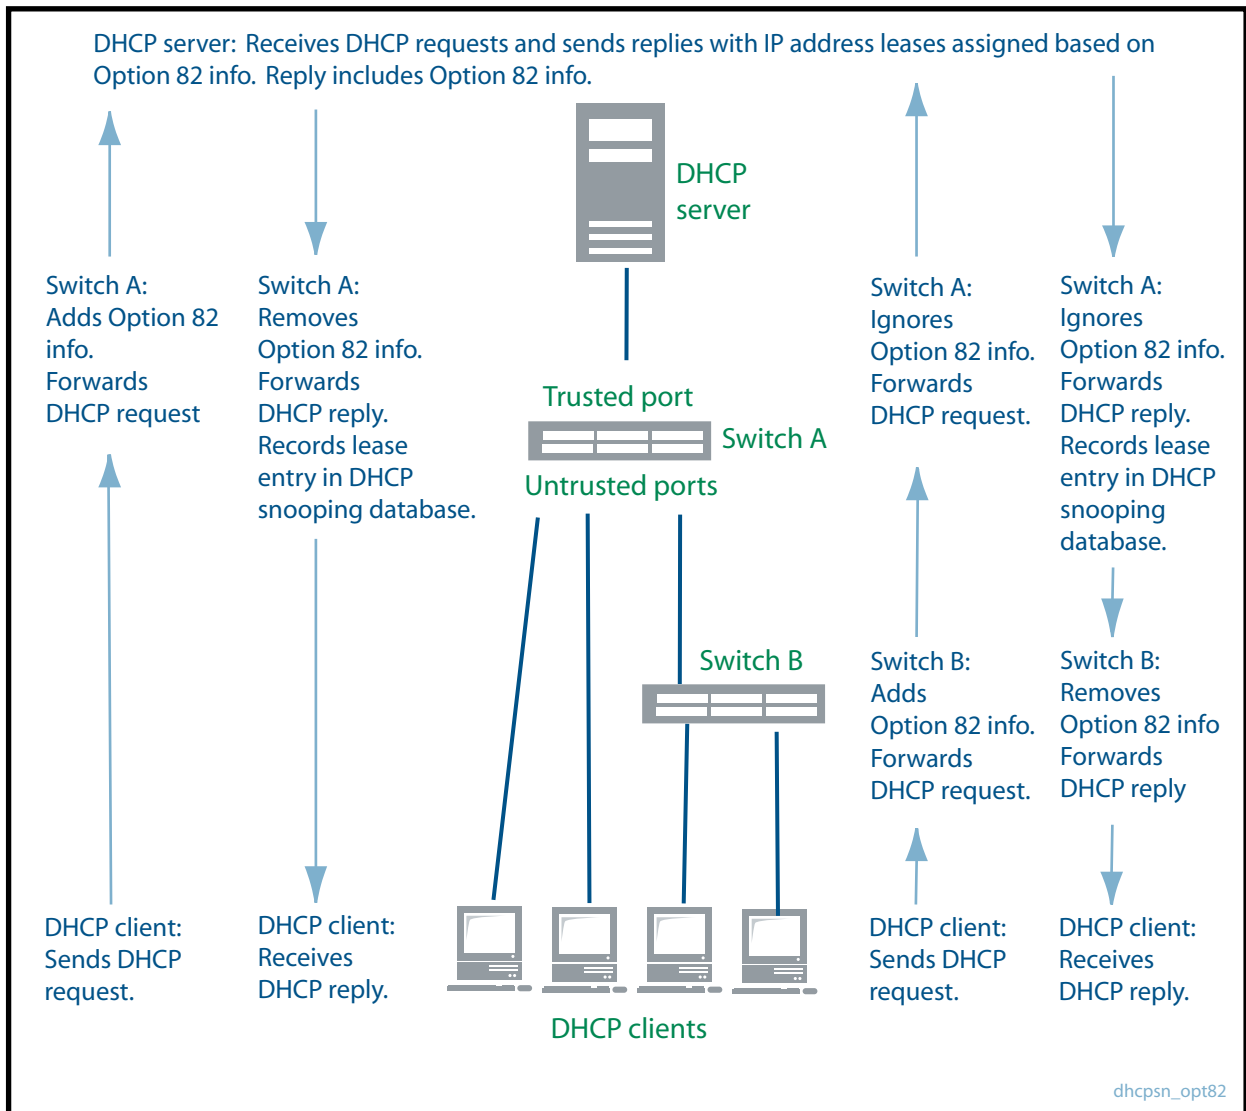 DHCP server: Receives DHCP requests and sends replies with IP address leases assigned based on
Option 82 info. Reply includes Option 82 info.
DHCP
server
Switch A:
Adds Option 82
info.
Forwards
DHCP request
Switch A:
Removes
Option 82 info.
Forwards
DHCP reply.
Records lease
entry in DHCP
snooping database.
Trusted port
Switch A
Untrusted ports
Switch B
Switch A:
Ignores
Option 82 info.
Forwards
DHCP request.
Switch A:
Ignores
Option 82 info.
Forwards
DHCP reply.
Records lease
entry in DHCP
snooping
database.
Switch B:
Adds
Option 82 info.
Forwards
DHCP request.
Switch B:
Removes
Option 82 info
Forwards
DHCP reply
DHCP client:
Sends DHCP
request.
DHCP client:
Receives
DHCP reply.
DHCP clients
DHCP client:
Sends DHCP
request.
DHCP client:
Receives
DHCP reply.
dhcpsn_opt82